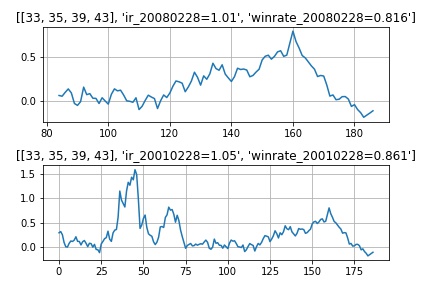 [[33, 35, 39, 43], 'ir_20080228=1.01', 'winrate_20080228=0.816']
0.5
0.0
80 100 120 140 160 180
[[33, 35, 39, 43], 'ir_20010228=1.05', 'winrate_20010228=0.861']
1.5
1.0
0.5
0.0
0 25 50 75 100 125 150 175